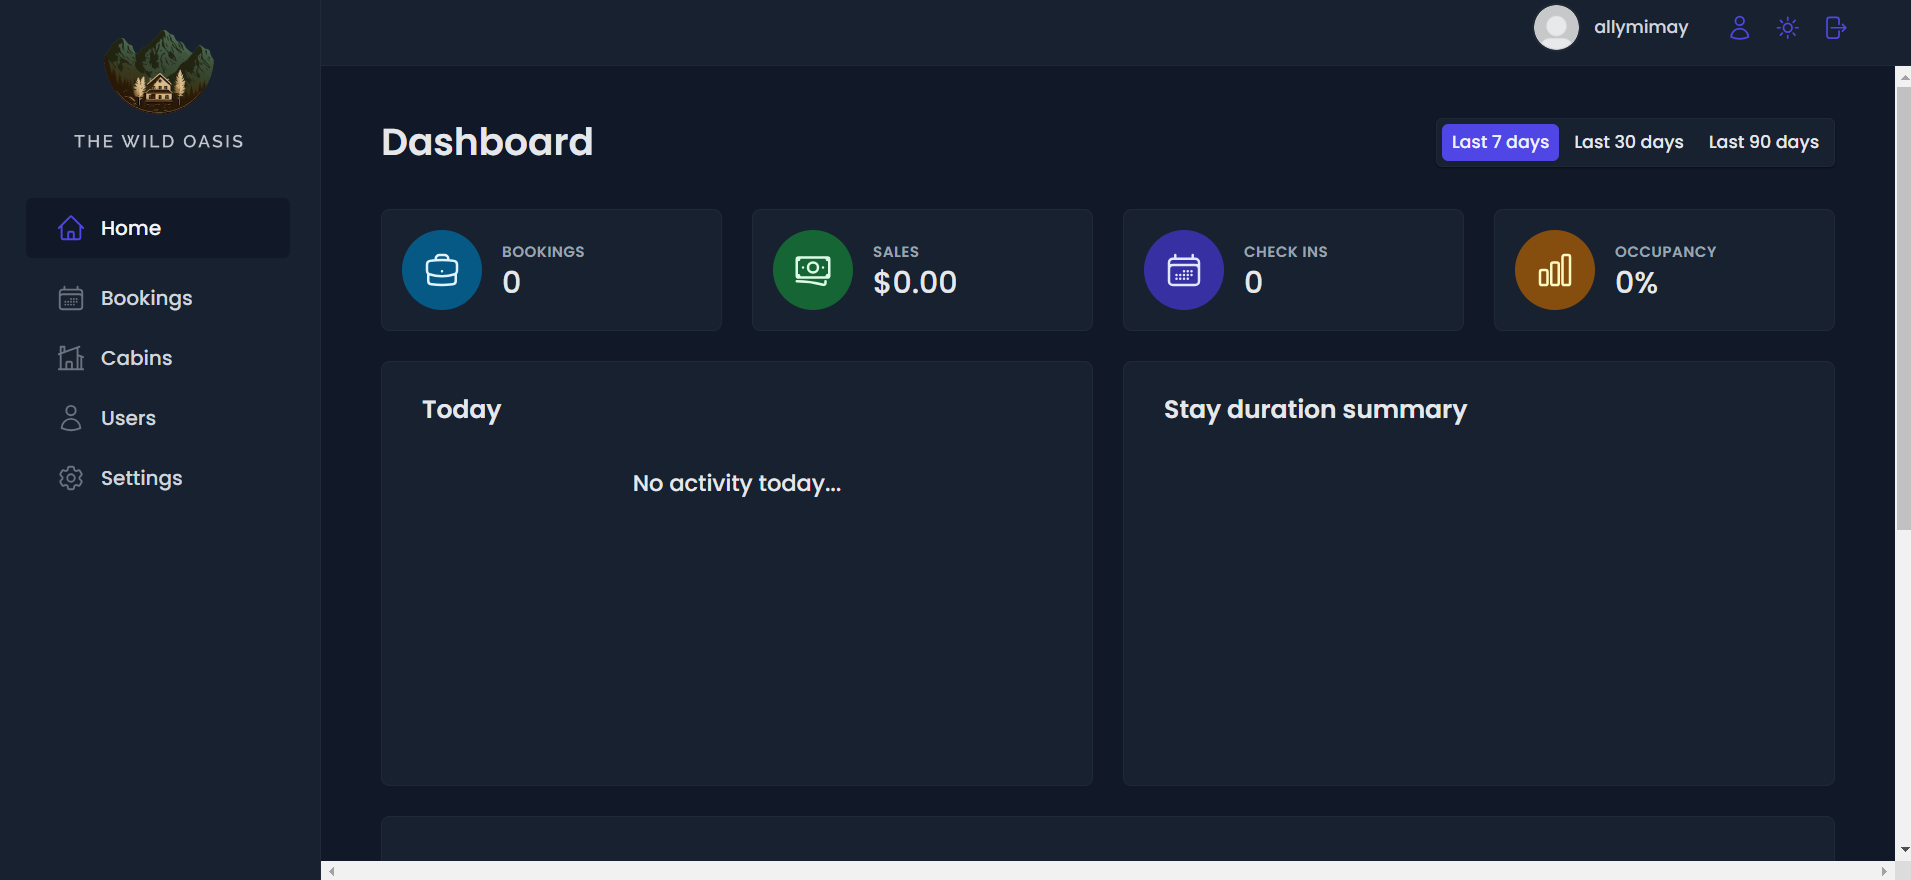 THE WILD OASIS
Home
Bookings
Cabins
Users
Settings
allymimay
Dashboard
Last 7 days
Last 30 days
Last 90 days
BOOKINGS
0
SALES
$0.00
CHECK INS
0
OCCUPANCY
0%
Today
No activity today...
Stay duration summary